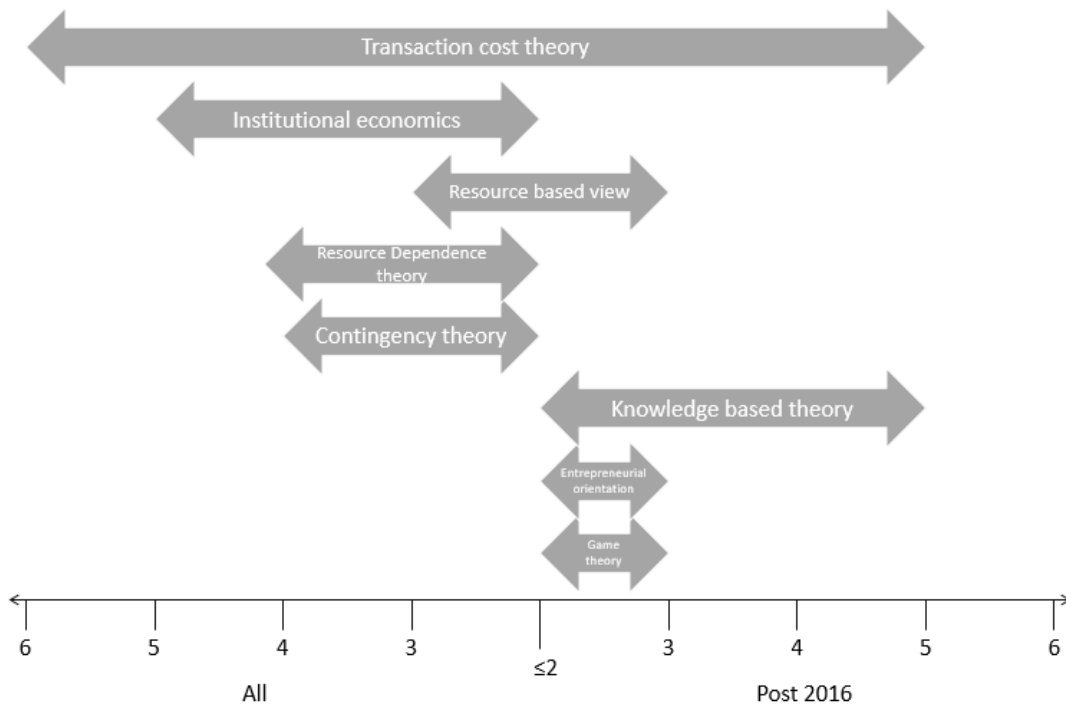 Transaction cost theory
Institutional economics
Resource based view
Resource Dependence
theory
Contingency theory
Knowledge based theory
Entrepreneurial
orientation
Game
theory
6 5 4 3 ≤2 3 4 5 6
All Post 2016